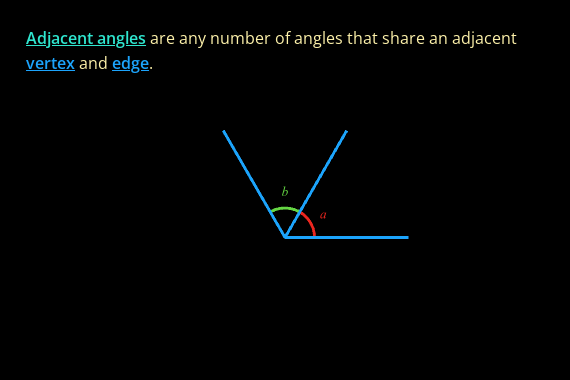 Adjacent angles are any number of angles that share an adjacent
vertex and edge.
b
a